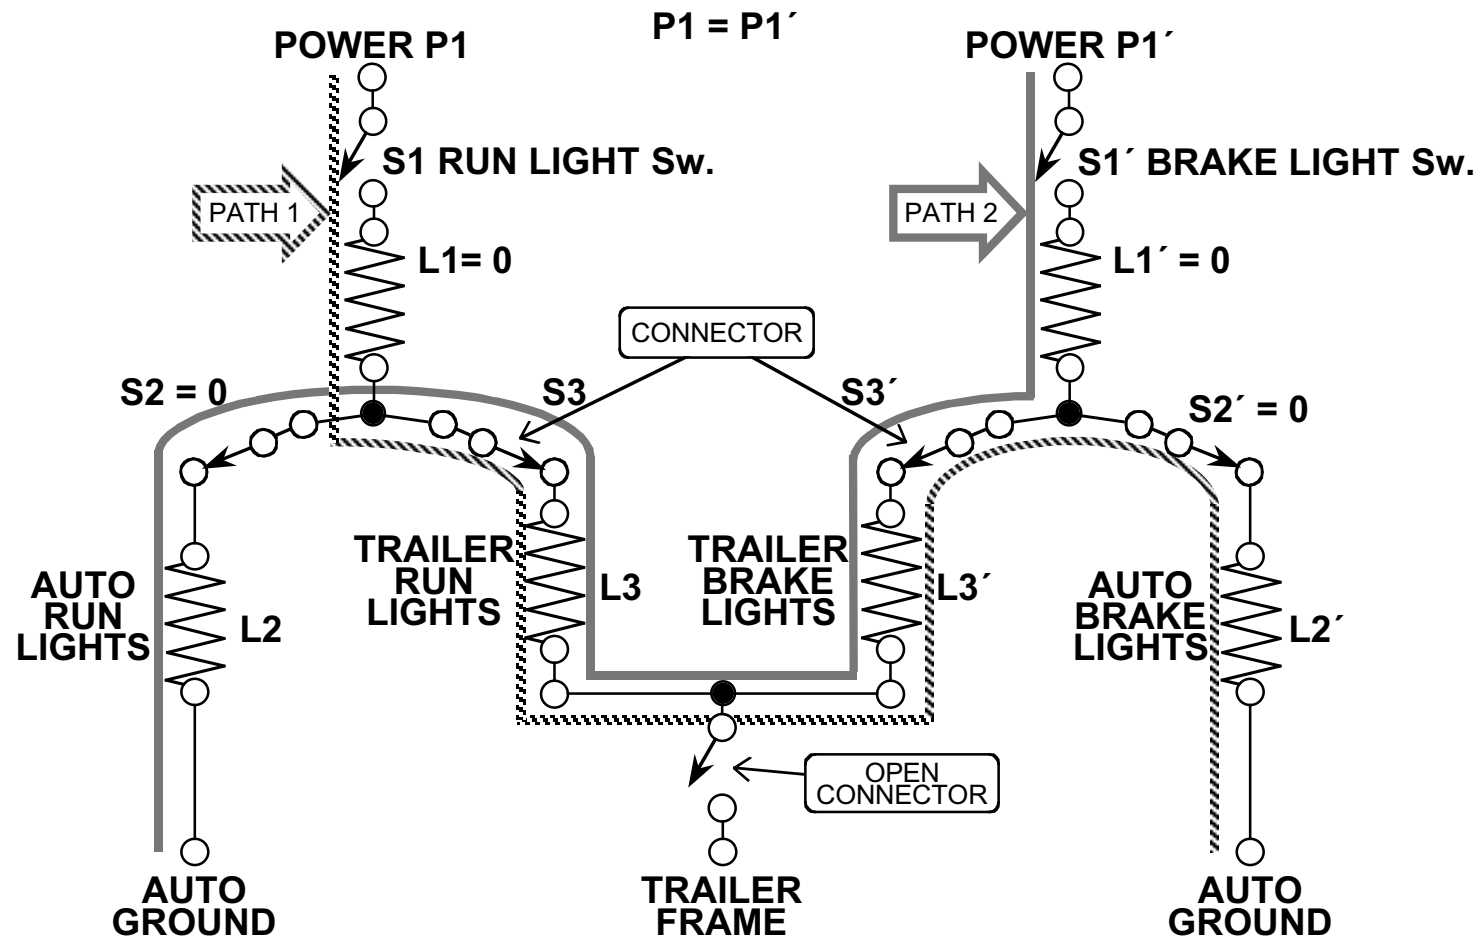 P1 = P1´
POWER P1
POWER P1´
S1 RUN LIGHT Sw.
S1´ BRAKE LIGHT Sw.
PATH 1
PATH 2
L1= 0
L1´ = 0
CONNECTOR
S2 = 0
S3
S3´
S2´ = 0
AUTO
RUN
LIGHTS
L2
TRAILER
RUN
LIGHTS
L3
TRAILER
BRAKE
LIGHTS
L3´
AUTO
BRAKE
LIGHTS
L2´
OPEN
CONNECTOR
AUTO
GROUND
TRAILER
FRAME
AUTO
GROUND